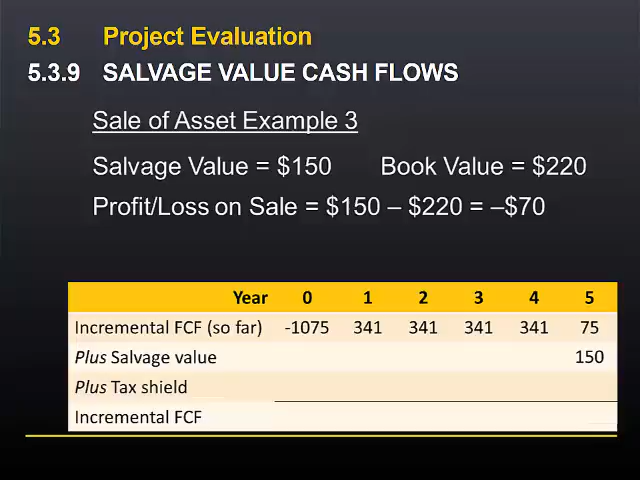 5.3 Project Evaluation
5.3.9 SALVAGE VALUE CASH FLOWS
Sale of Asset Example 3
Salvage Value = $150 Book Value = $220
Profit/Loss on Sale = $150 – $220 = –$70
Year 0 1 2 3 4 5
Incremental FCF (so far) -1075 341 341 341 341 75
Plus Salvage value 150
Plus Tax shield
Incremental FCF